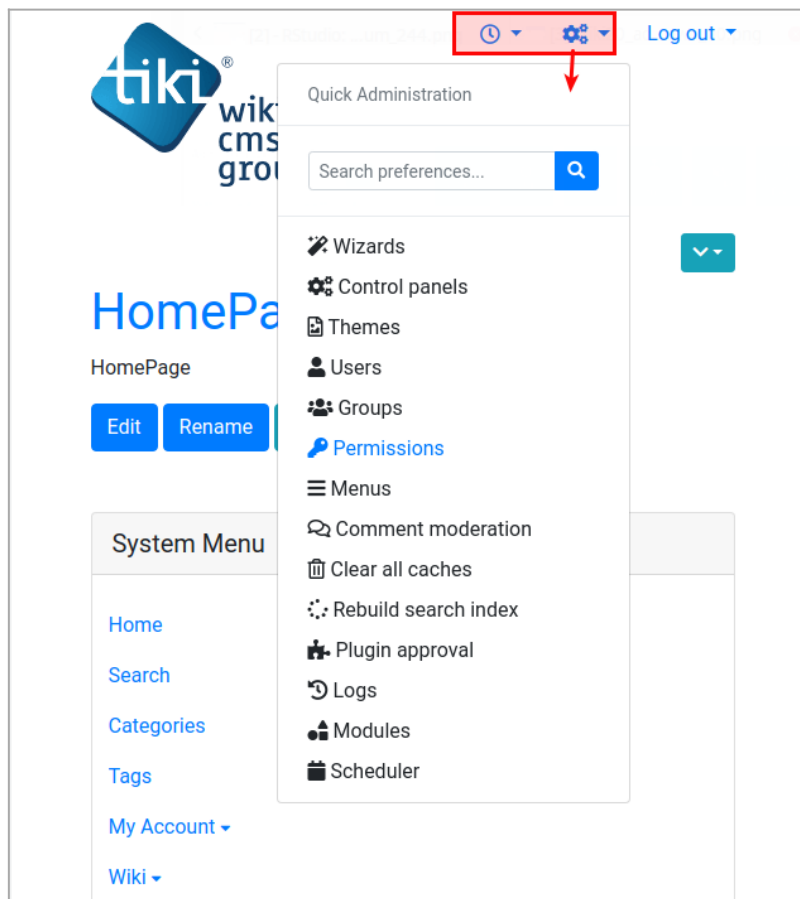 Log out
tiki®
Quick Administration
wik
cms
grou
Search preferences...
Wizards
Control panels
HomePa
Themes
HomePage
Users
Groups
Edit
Rename
Permissions
Menus
Comment moderation
System Menu
Clear all caches
Rebuild search index
Home
Plugin approval
Search
Logs
Categories
Modules
Scheduler
Tags
My Account
Wiki